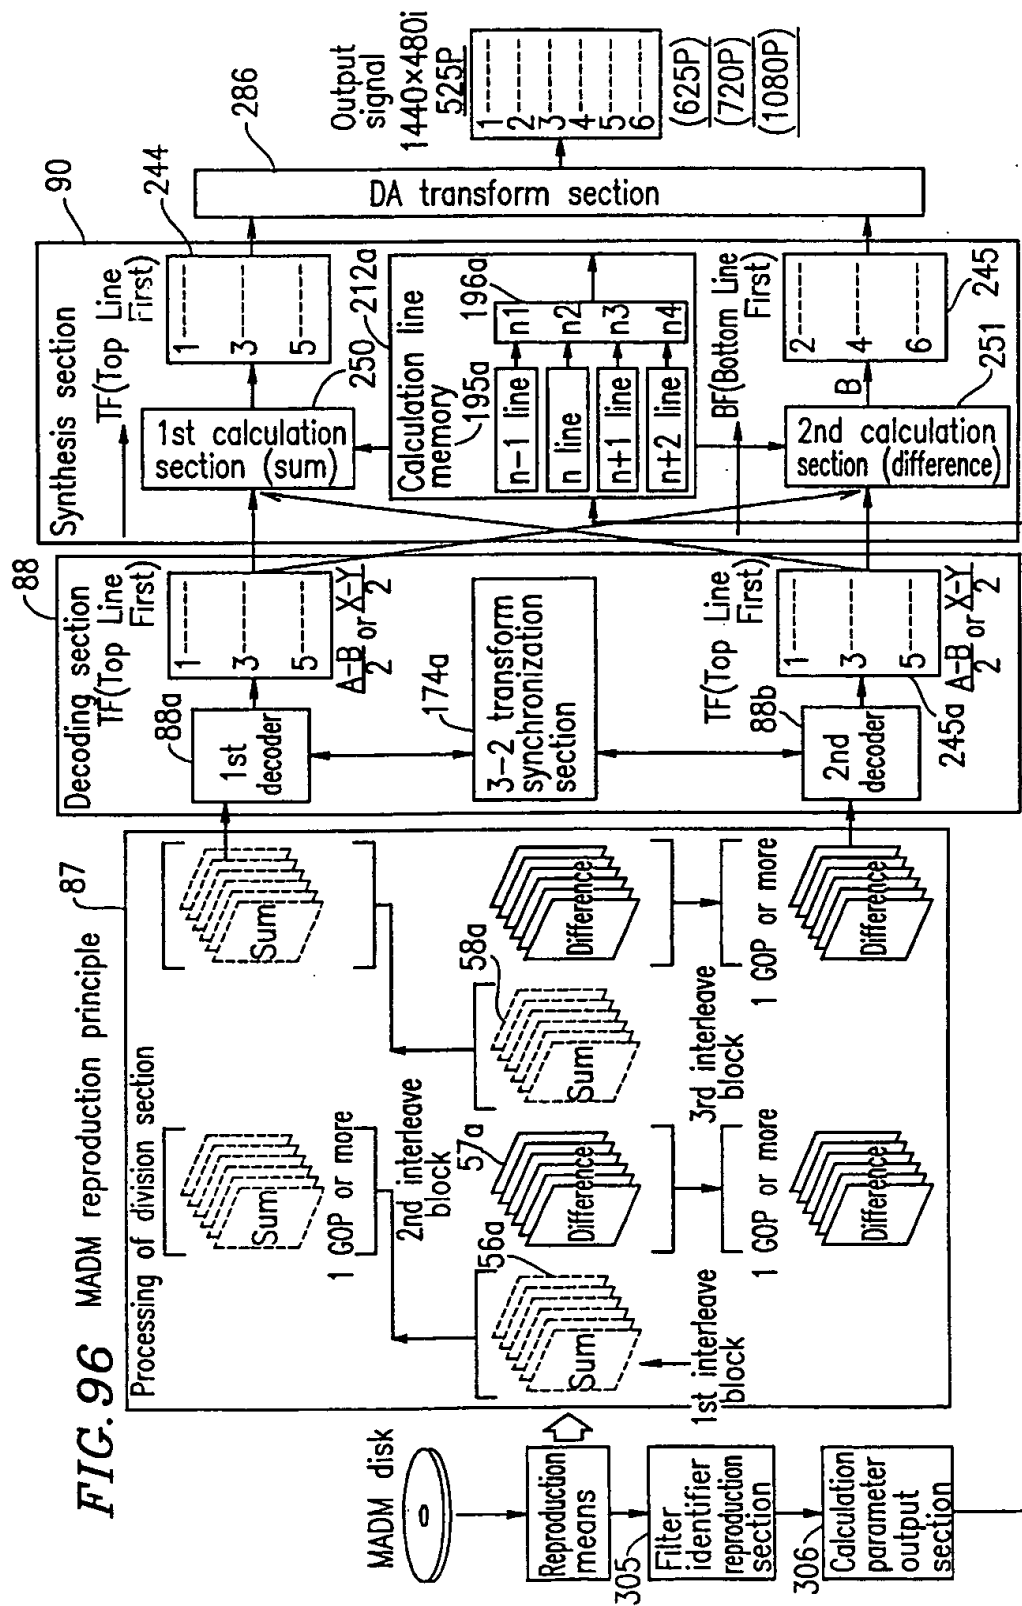 FIG. 96 MADM reproduction principle
MADM disk
Reproduction
means
305
Filter
identifier
reproduction
section
306
Calculation
parameter
output
section
87
Processing of division section
Sum
1 GOP or more
2nd interleave
block
56a
Sum
1st interleave
block
57a
Difference
1 GOP or more
Difference
Sum
58a
Sum
3rd interleave
block
Difference
1 GOP or more
Difference
88
Decoding section
TF(Top Line
First)
88a
1st
decoder
1
3
5
A-B
2
or
X-Y
2
174a
3-2 transform
synchronization
section
TF(Top Line
First)
88b
2nd
decoder
1
3
5
245a
A-B
2
or
X-Y
2
90
Synthesis section
TF(Top Line
First)
244
1
3
5
1st calculation
section (sum)
250
212a
Calculation line
memory
195a
196a
n-1 line
n1
n line
n2
n+1 line
n3
n+2 line
n4
BF(Bottom Line
First)
2nd calculation
section (difference)
251
B
2
4
6
245
286
DA transform section
Output
signal
1440×480i
525P
1
2
3
4
5
6
(625P)
(720P)
(1080P)